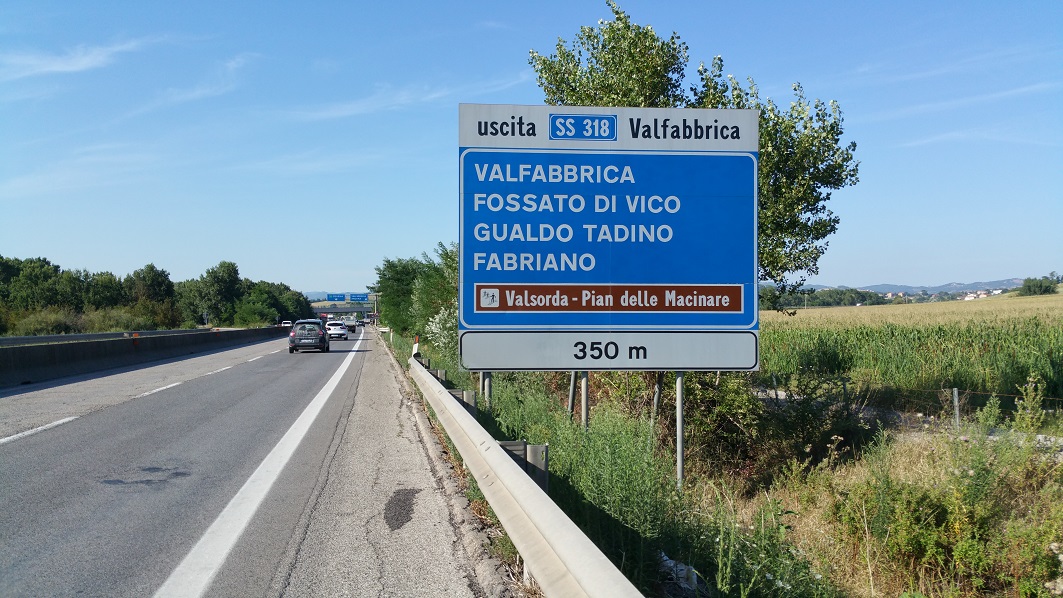 uscita SS 318 Valfabbrica
VALFABBRICA
FOSSATO DI VICO
GUALDO TADINO
FABRIANO
Valsorda - Pian delle Macinare
350 m